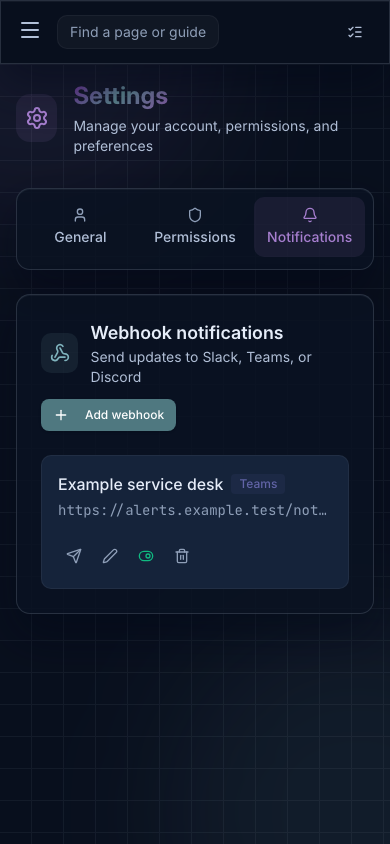 Find a page or guide
Settings
Manage your account, permissions, and
preferences
General
Permissions
Notifications
Webhook notifications
Send updates to Slack, Teams, or
Discord
Add webhook
Example service desk
Teams
https://alerts.example.test/not…